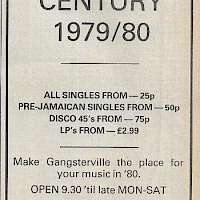 CENTURY
1979/80
ALL SINGLES FROM — 25p
PRE-JAMAICAN SINGLES FROM — 50p
DISCO 45's FROM — 75p
LP's FROM — £2.99
Make Gangsterville the place for
your music in '80.
OPEN 9.30 'til late MON-SAT